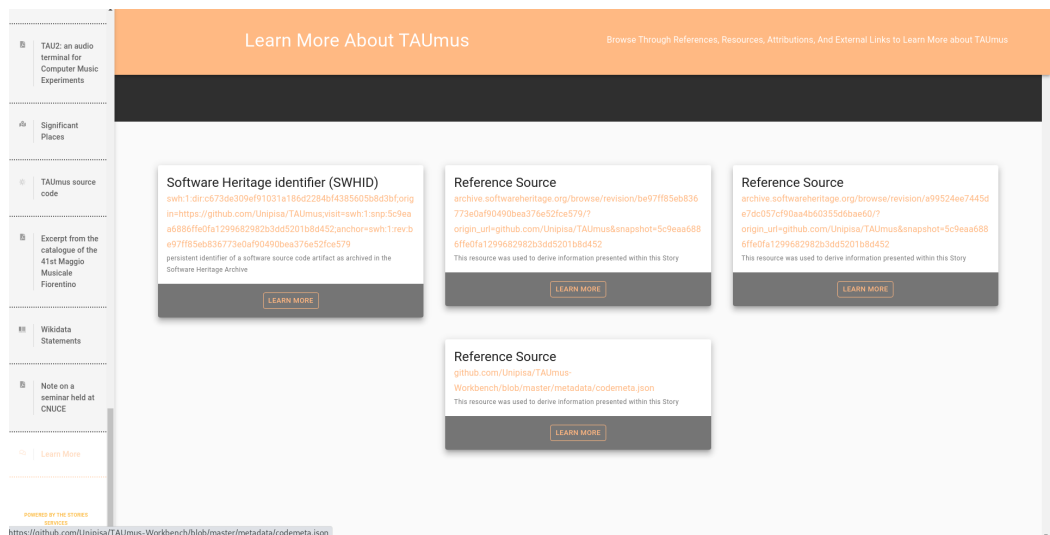 TAU2: an audio
terminal for
Computer Music
Experiments
Significant
Places
TAUmus source
code
Excerpt from the
catalogue of the
41st Maggio
Musicale
Fiorentino
Wikidata
Statements
Note on a
seminar held at
CNUCE
Learn More
POWERED BY THE STORIES
SERVICES
https://github.com/Unipisa/TAUmus-Workbench/blob/master/metadata/codemeta.json
Learn More About TAUmus
Browse Through References, Resources, Attributions, And External Links to Learn More about TAUmus
Software Heritage identifier (SWHID)
swh:1:dir:c673de309ef91031a186d2284bf4385605b8d3bf;orig
in=https://github.com/Unipisa/TAUmus;visit=swh:1:snp:5c9eea
a6886ffe0fa1299682982b3dd5201b8d452;anchor=swh:1:rev:b
e97ff85eb836773e0af90490bea376e52fce579
persistent identifier of a software source code artifact as archived in the
Software Heritage Archive
LEARN MORE
Reference Source
archive.softwareheritage.org/browse/revision/be97ff85eb836
773e0af90490bea376e52fce579/?
origin_url=github.com/Unipisa/TAUmus&snapshot=5c9eea688
6ffe0fa1299682982b3dd5201b8d452
This resource was used to derive information presented within this Story
LEARN MORE
Reference Source
archive.softwareheritage.org/browse/revision/a99524ee7445d
e7dc057cf90aa4b60355d6bae60/?
origin_url=github.com/Unipisa/TAUmus&snapshot=5c9eea688
6ffe0fa1299682982b3dd5201b8d452
This resource was used to derive information presented within this Story
LEARN MORE
Reference Source
github.com/Unipisa/TAUmus-
Workbench/blob/master/metadata/codemeta.json
This resource was used to derive information presented within this Story
LEARN MORE